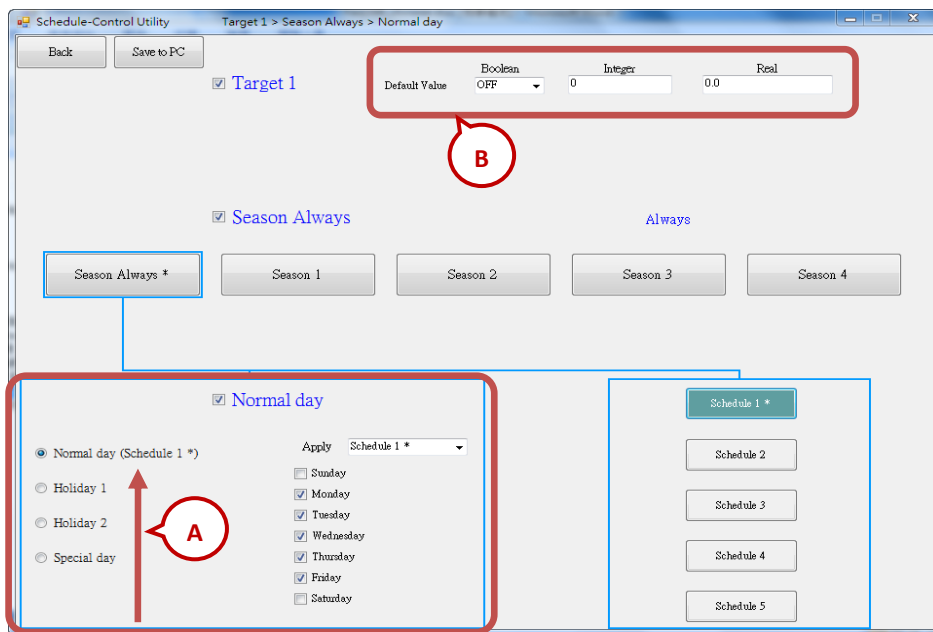 Schedule-Control Utility Target 1 > Season Always > Normal day
Back Save to PC
Target 1
Boolean Integer Real
Default Value OFF 0 0.0
B
Season Always Always
Season Always * Season 1 Season 2 Season 3 Season 4
Normal day
Normal day (Schedule 1 *)
Holiday 1
Holiday 2
Special day
A
Apply Schedule 1 *
Sunday
Monday
Tuesday
Wednesday
Thursday
Friday
Saturday
Schedule 1 *
Schedule 2
Schedule 3
Schedule 4
Schedule 5